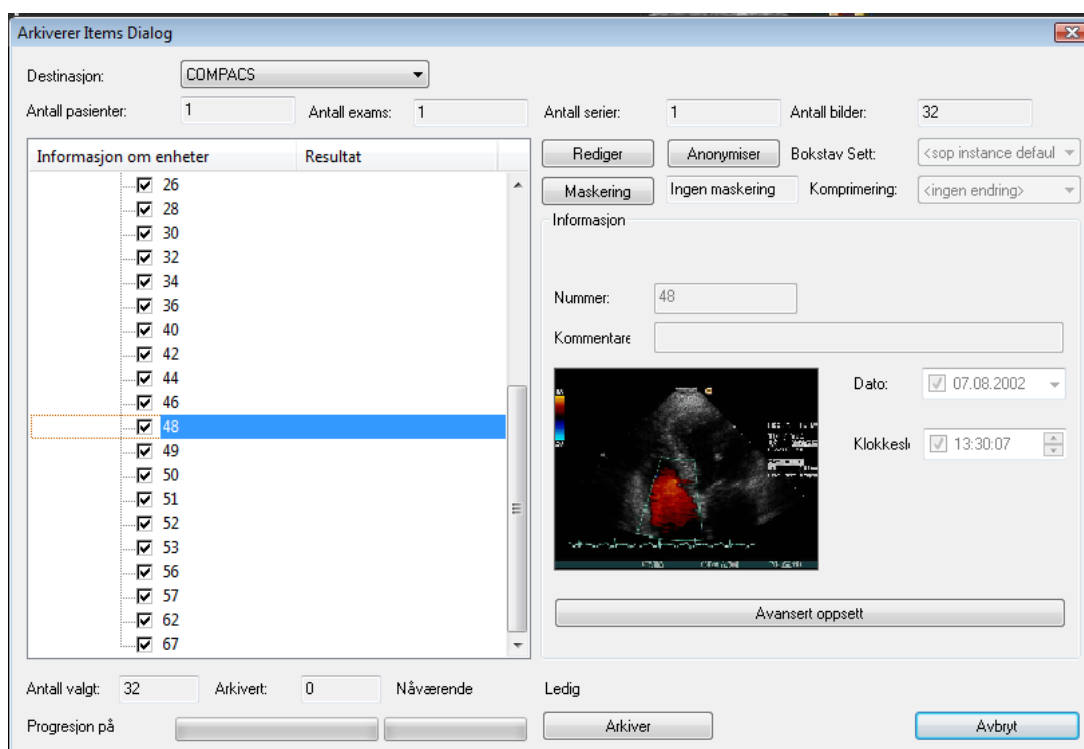 Arkiverer Items Dialog
Destinasjon: COMPACS
Antall pasienter: 1 Antall exams: 1 Antall serier: 1 Antall bilder: 32
Informasjon om enheter Resultat
26
28
30
32
34
36
40
42
44
46
48
49
50
51
52
53
56
57
62
67
Rediger Anonymiser Bokstav Sett: <sop instance defaul
Maskering Ingen maskering Komprimering: <ingen endring>
Informasjon
Nummer: 48
Kommentare
Dato: 07.08.2002
Klokkesl 13:30:07
Avansert oppsett
Antall valgt: 32 Arkivert: 0 Nåværende Ledig
Progresjon på Arkiver Avbryt